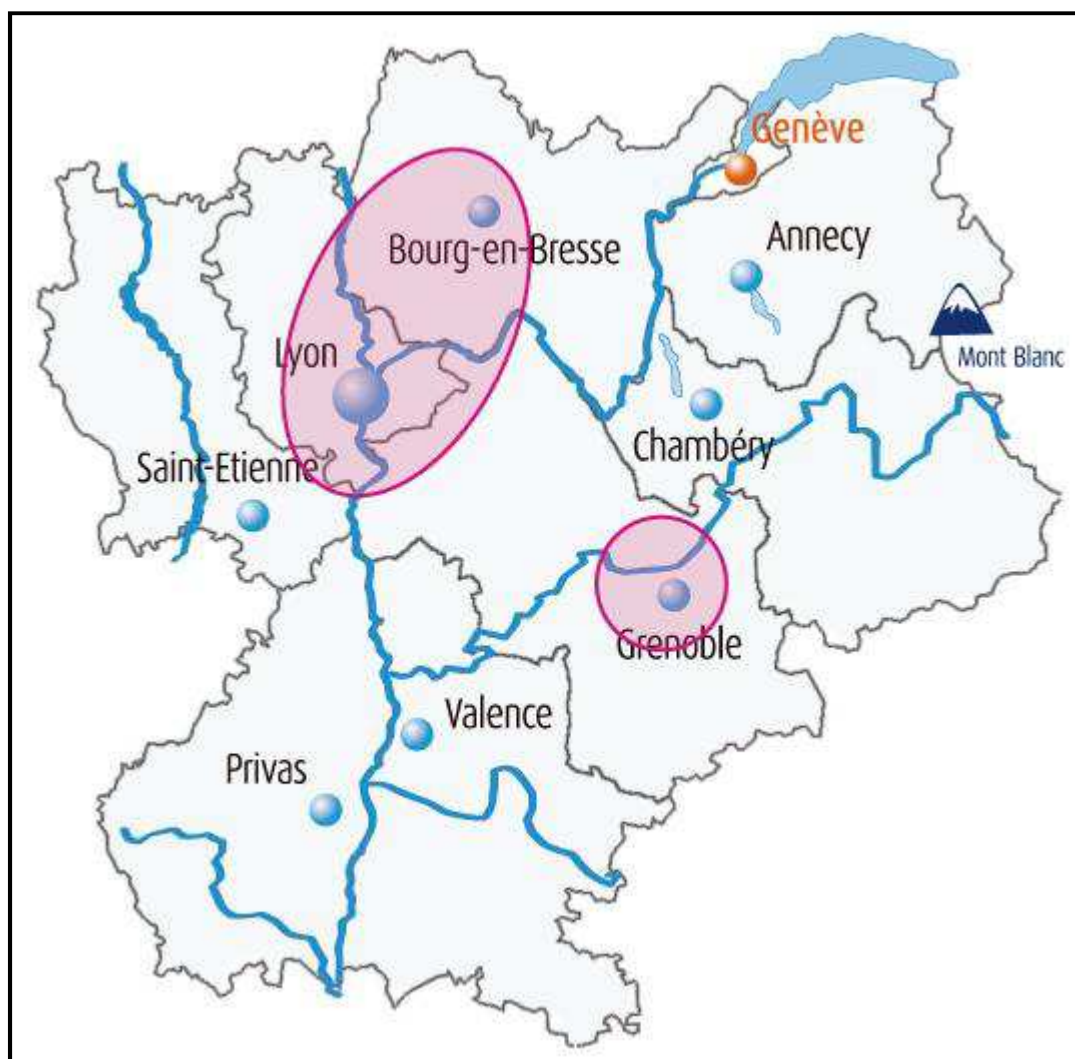 Genève
Annecy
Bourg-en-Bresse
Mont Blanc
Lyon
Chambéry
Saint-Etienne
Grenoble
Valence
Privas